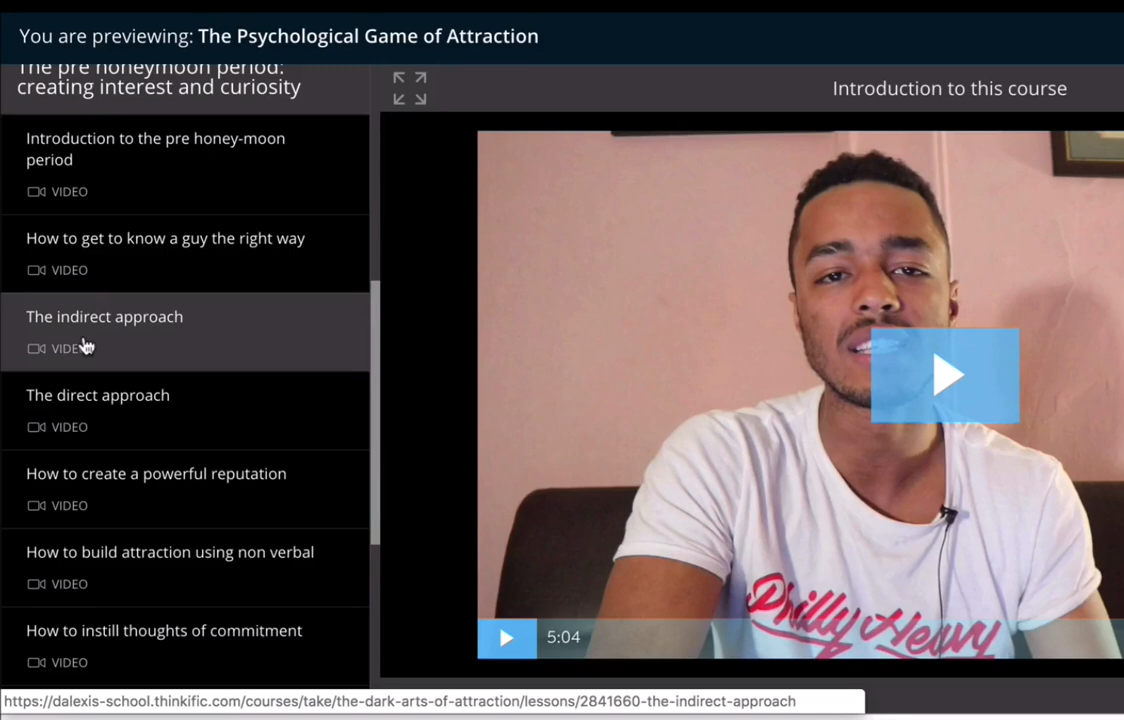 You are previewing: The Psychological Game of Attraction
The pre honeymoon period:
creating interest and curiosity
Introduction to the pre honey-moon
period
VIDEO
How to get to know a guy the right way
VIDEO
The indirect approach
VIDEO
The direct approach
VIDEO
How to create a powerful reputation
VIDEO
How to build attraction using non verbal
VIDEO
How to instill thoughts of commitment
VIDEO
Introduction to this course
Philly Heavy
5:04
https://dalexis-school.thinkific.com/courses/take/the-dark-arts-of-attraction/lessons/2841660-the-indirect-approach